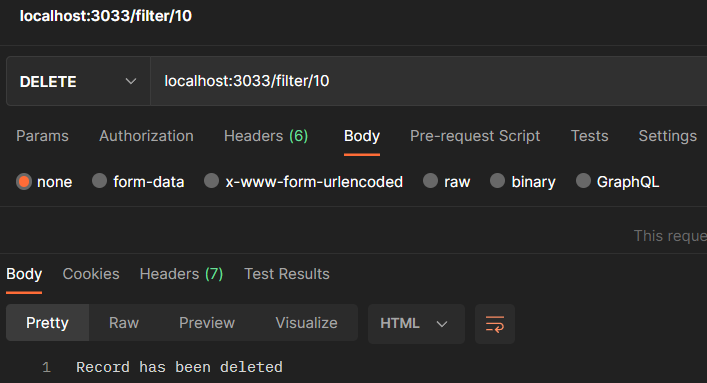 localhost:3033/filter/10
DELETE localhost:3033/filter/10
Params Authorization Headers (6) Body Pre-request Script Tests Settings
none form-data x-www-form-urlencoded raw binary GraphQL
This reque
Body Cookies Headers (7) Test Results
Pretty Raw Preview Visualize HTML
1 Record has been deleted